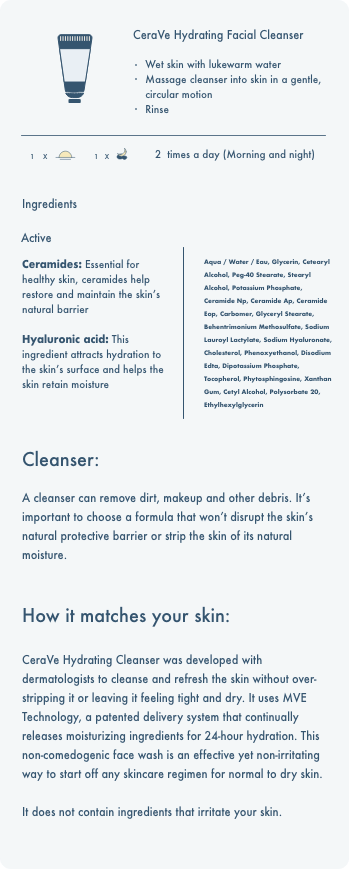 CeraVe Hydrating Facial Cleanser
· Wet skin with lukewarm water
· Massage cleanser into skin in a gentle,
circular motion
· Rinse
1 x
1 x
2 times a day (Morning and night)
Ingredients
Active
Ceramides: Essential for
healthy skin, ceramides help
restore and maintain the skin's
natural barrier
Hyaluronic acid: This
ingredient attracts hydration to
the skin's surface and helps the
skin retain moisture
Aqua / Water / Eau, Glycerin, Cetearyl
Alcohol, Peg-40 Stearate, Stearyl
Alcohol, Potassium Phosphate,
Ceramide Np, Ceramide Ap, Ceramide
Eop, Carbomer, Glyceryl Stearate,
Behentrimonium Methosulfate, Sodium
Lauroyl Lactylate, Sodium Hyaluronate,
Cholesterol, Phenoxyethanol, Disodium
Edta, Dipotassium Phosphate,
Tocopherol, Phytosphingosine, Xanthan
Gum, Cetyl Alcohol, Polysorbate 20,
Ethylhexylglycerin
Cleanser:
A cleanser can remove dirt, makeup and other debris. It's
important to choose a formula that won't disrupt the skin's
natural protective barrier or strip the skin of its natural
moisture.
How it matches your skin:
CeraVe Hydrating Cleanser was developed with
dermatologists to cleanse and refresh the skin without over-
stripping it or leaving it feeling tight and dry. It uses MVE
Technology, a patented delivery system that continually
releases moisturizing ingredients for 24-hour hydration. This
non-comedogenic face wash is an effective yet non-irritating
way to start off any skincare regimen for normal to dry skin.
It does not contain ingredients that irritate your skin.